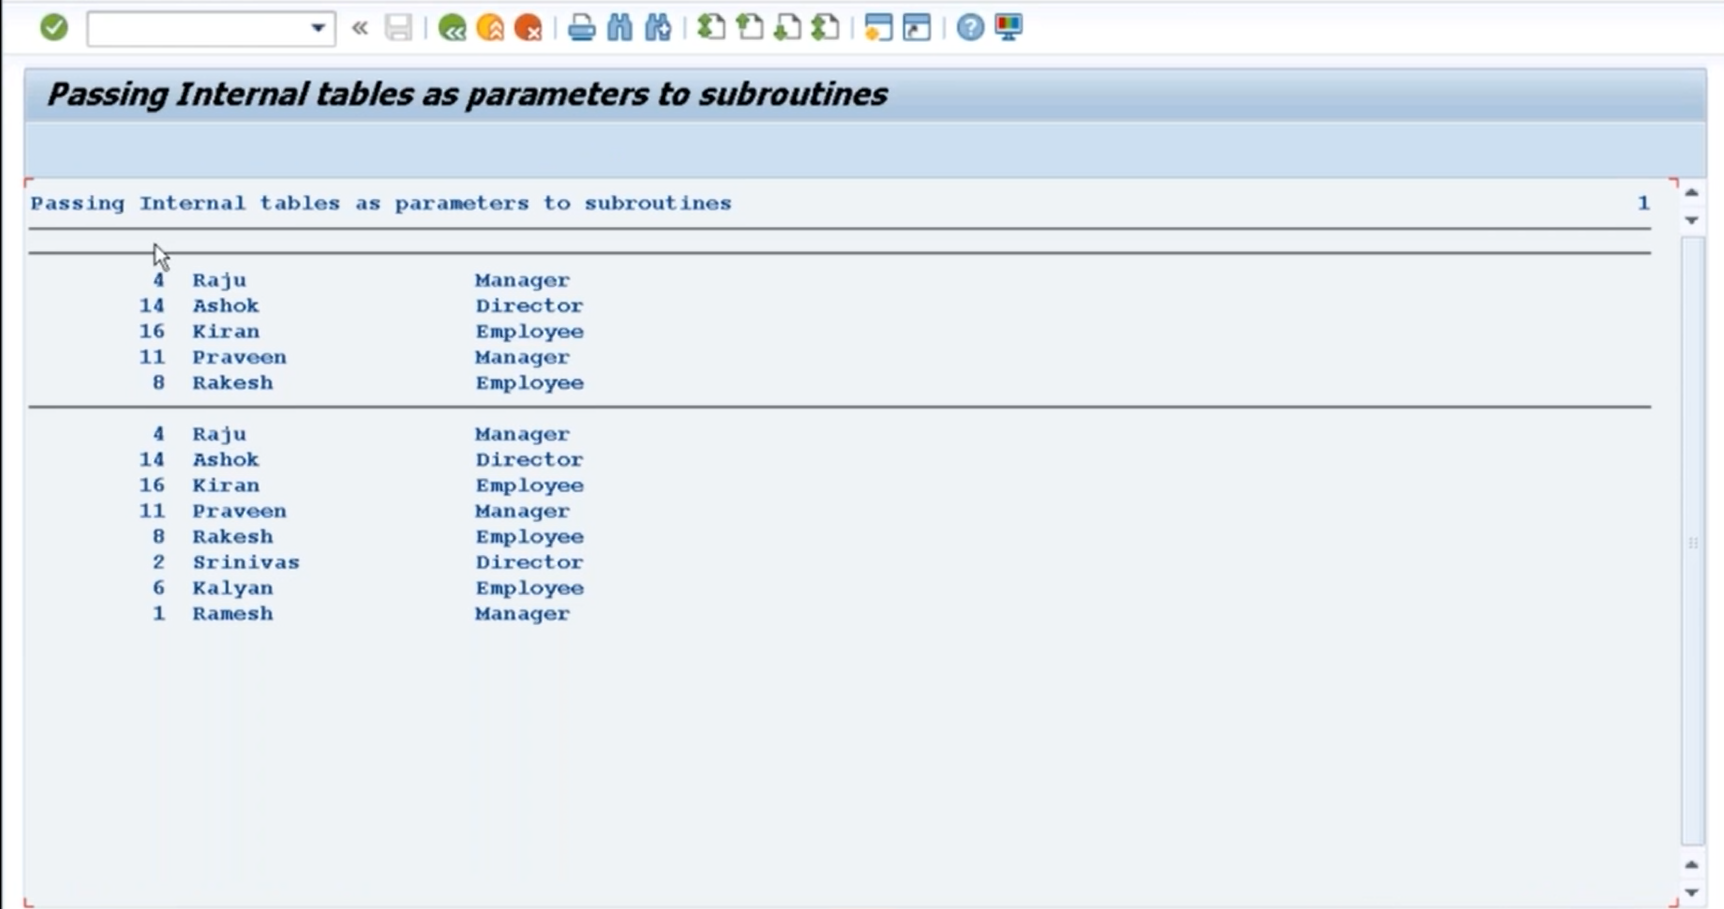 Passing Internal tables as parameters to subroutines
Passing Internal tables as parameters to subroutines 1
4 Raju Manager
14 Ashok Director
16 Kiran Employee
11 Praveen Manager
8 Rakesh Employee
4 Raju Manager
14 Ashok Director
16 Kiran Employee
11 Praveen Manager
8 Rakesh Employee
2 Srinivas Director
6 Kalyan Employee
1 Ramesh Manager